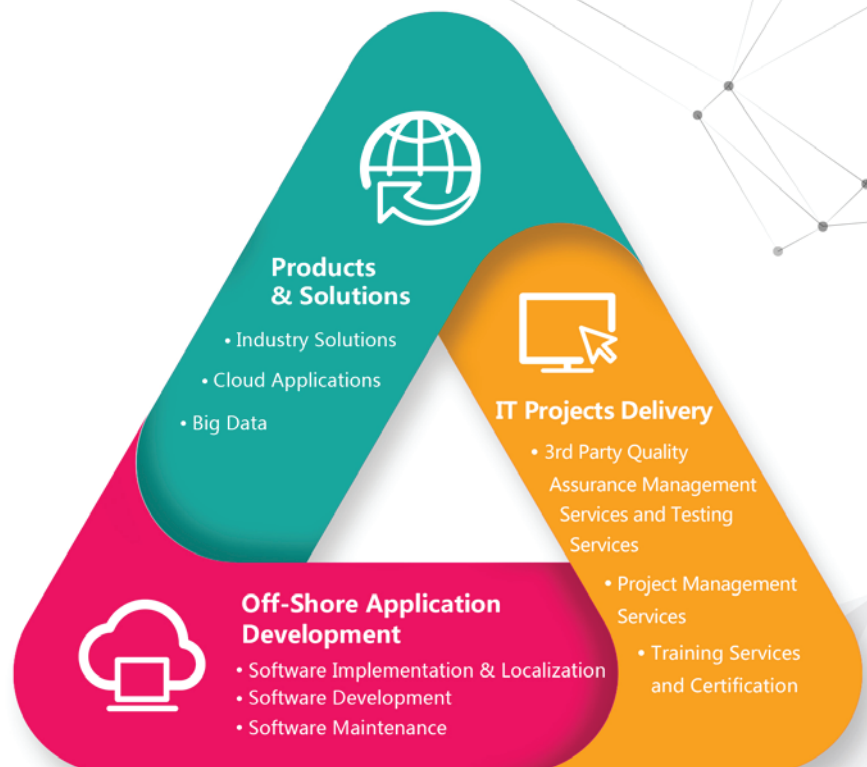 Products
& Solutions
• Industry Solutions
• Cloud Applications
• Big Data
IT Projects Delivery
• 3rd Party Quality
Assurance Management
Services and Testing
Services
• Project Management
Services
• Training Services
and Certification
Off-Shore Application
Development
• Software Implementation & Localization
• Software Development
• Software Maintenance